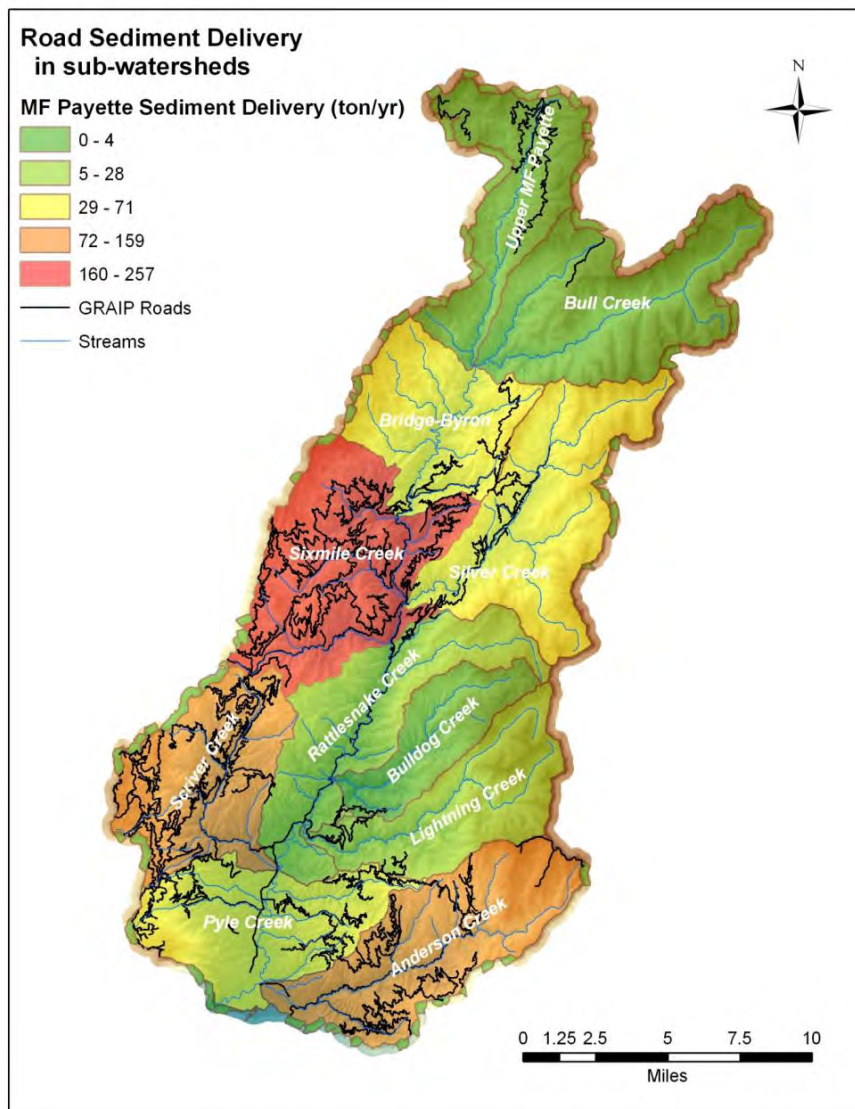 Road Sediment Delivery
in sub-watersheds
MF Payette Sediment Delivery (ton/yr)
0 - 4
5 - 28
29 - 71
72 - 159
160 - 257
GRAIP Roads
Streams
N
Upper MF Payette
Bull Creek
Bridge-Byron
Sixmile Creek
Silver Creek
Rattlesnake Creek
Bulldog Creek
Scriver Creek
Lightning Creek
Pyle Creek
Anderson Creek
0 1.25 2.5 5 7.5 10
Miles